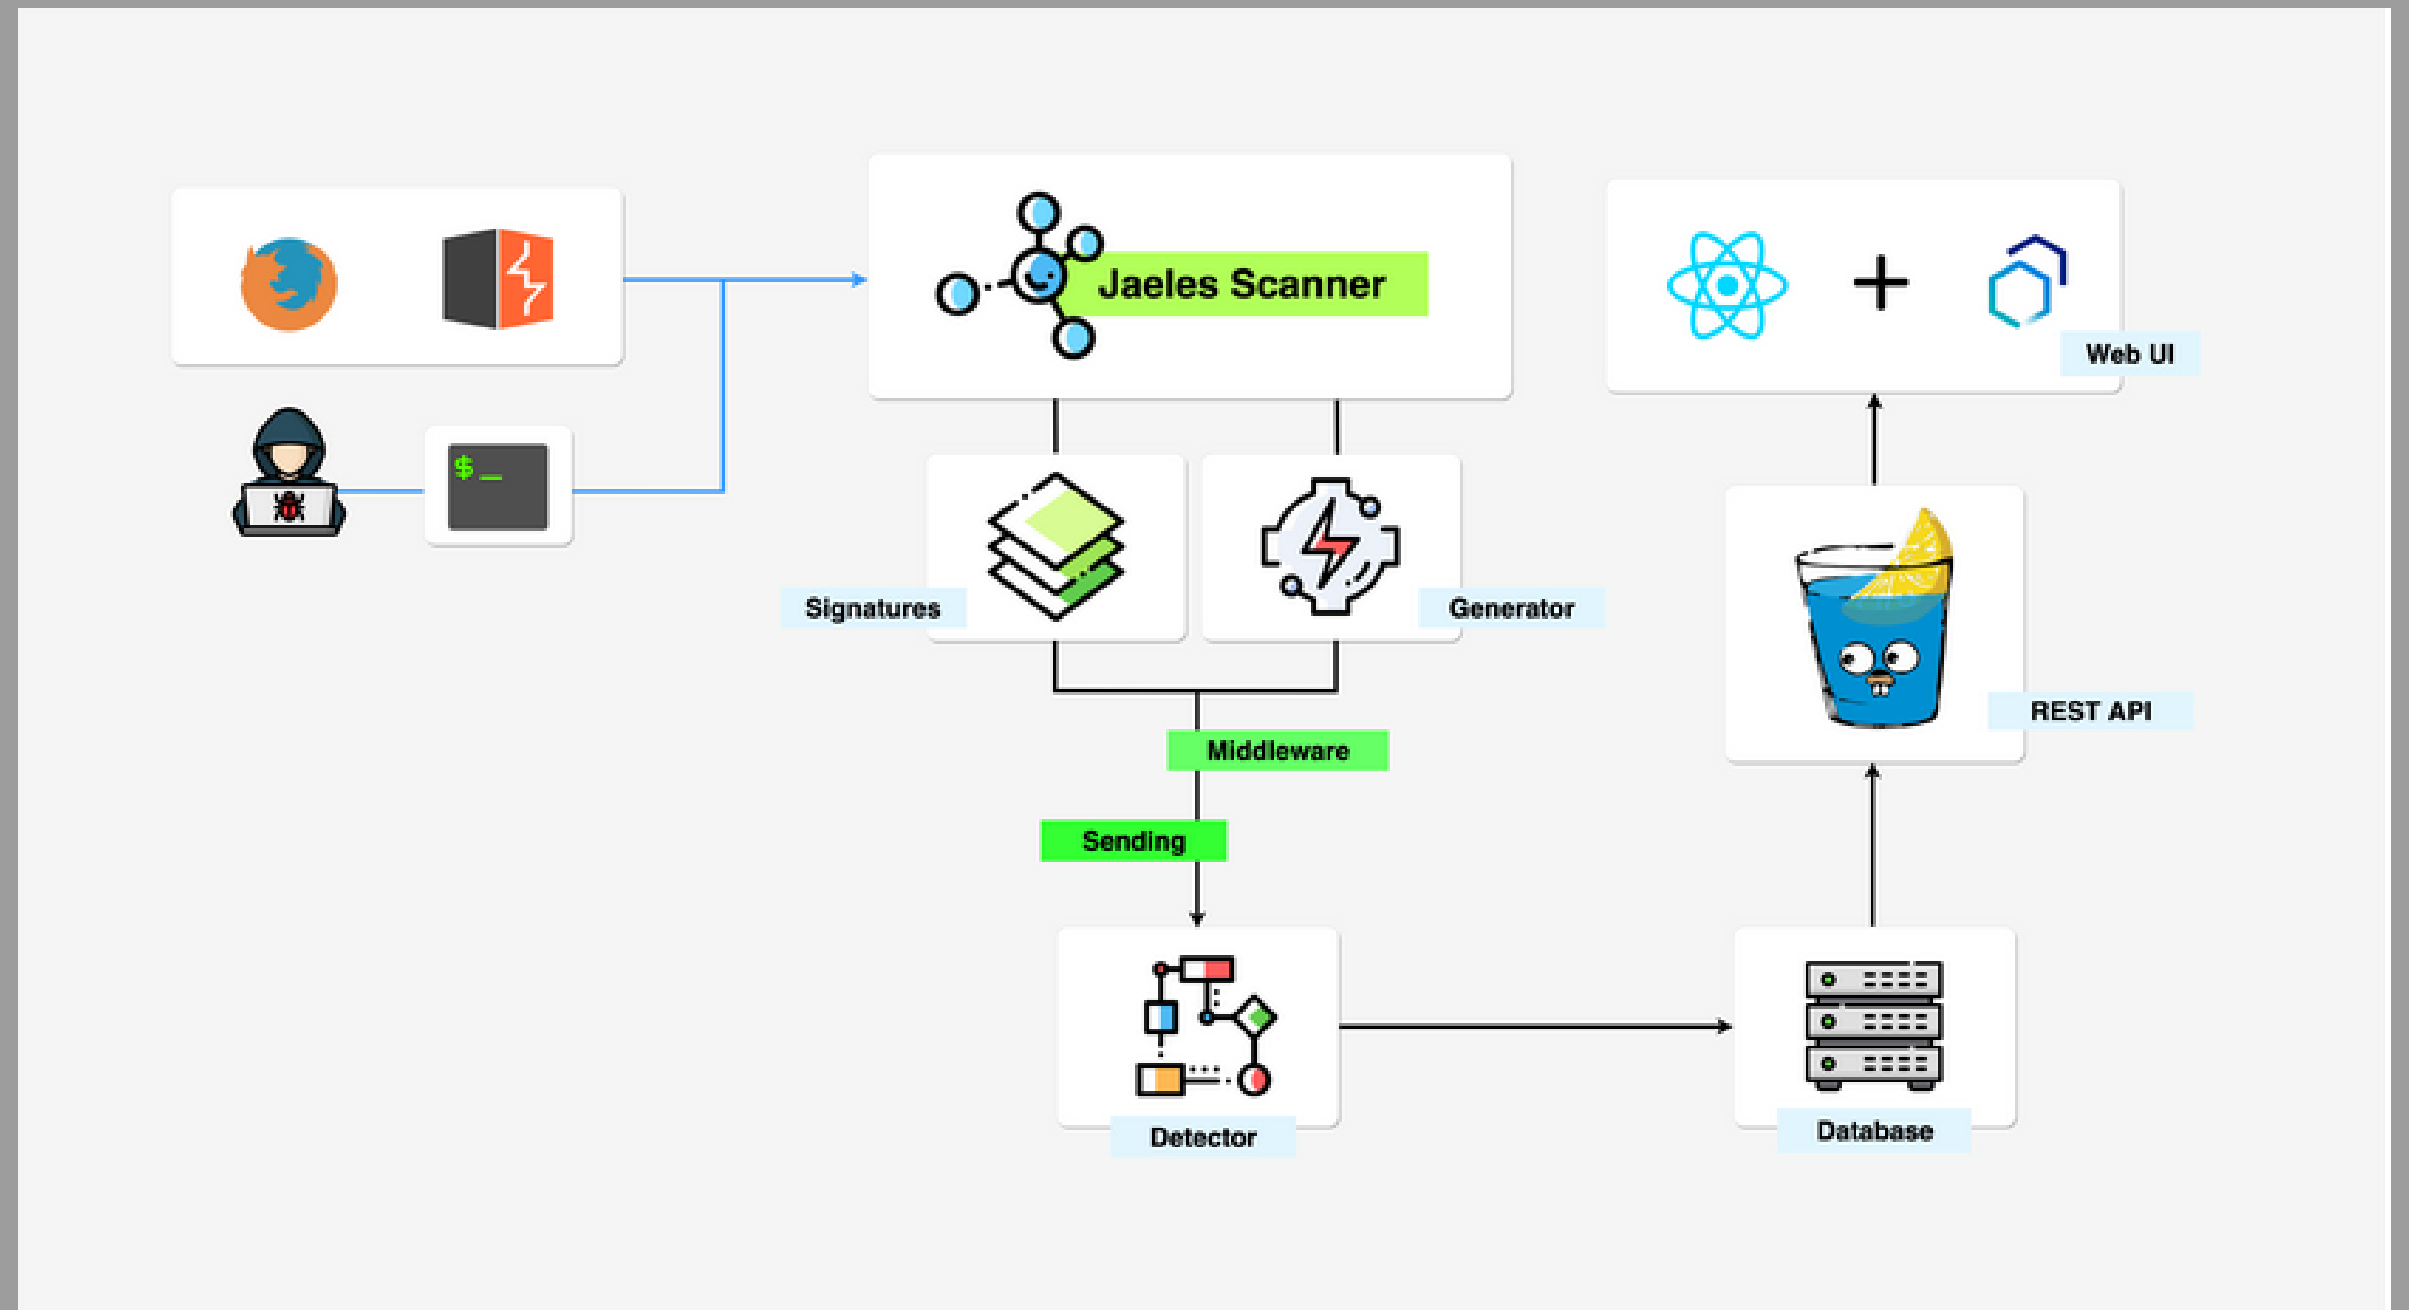 Jaeles Scanner
Web UI
$ _
Signatures
Generator
REST API
Middleware
Sending
Detector
Database